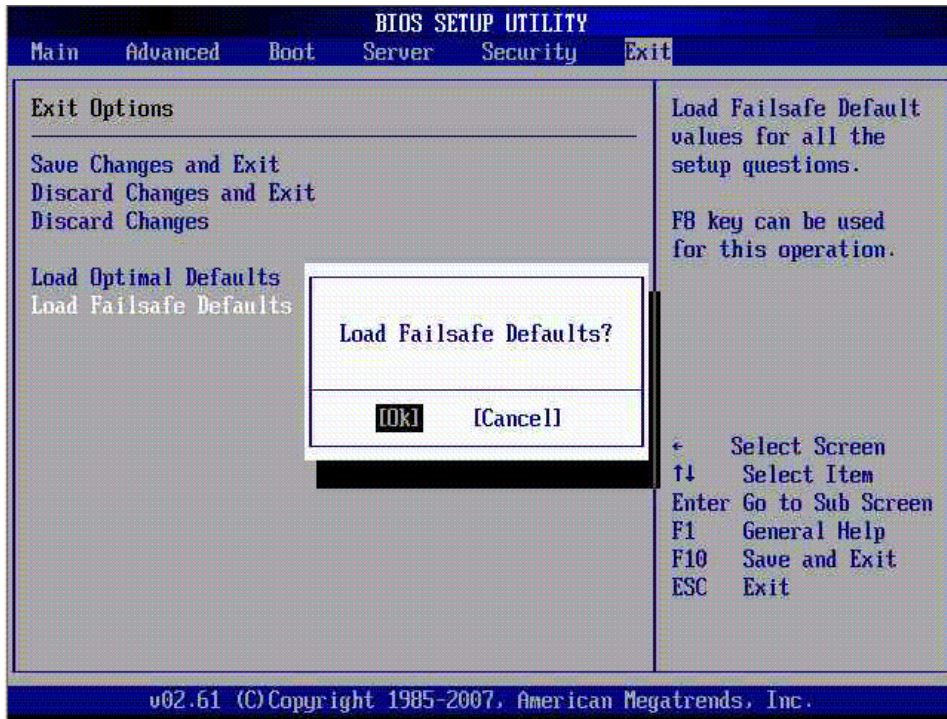 BIOS SETUP UTILITY
Main Advanced Boot Server Security Exit
Exit Options
Save Changes and Exit
Discard Changes and Exit
Discard Changes
Load Optimal Defaults
Load Failsafe Defaults
Load Failsafe Defaults?
[Ok] [Cancel]
Load Failsafe Default
values for all the
setup questions.
F8 key can be used
for this operation.
← Select Screen
↑↓ Select Item
Enter Go to Sub Screen
F1 General Help
F10 Save and Exit
ESC Exit
v02.61 (C)Copyright 1985-2007, American Megatrends, Inc.